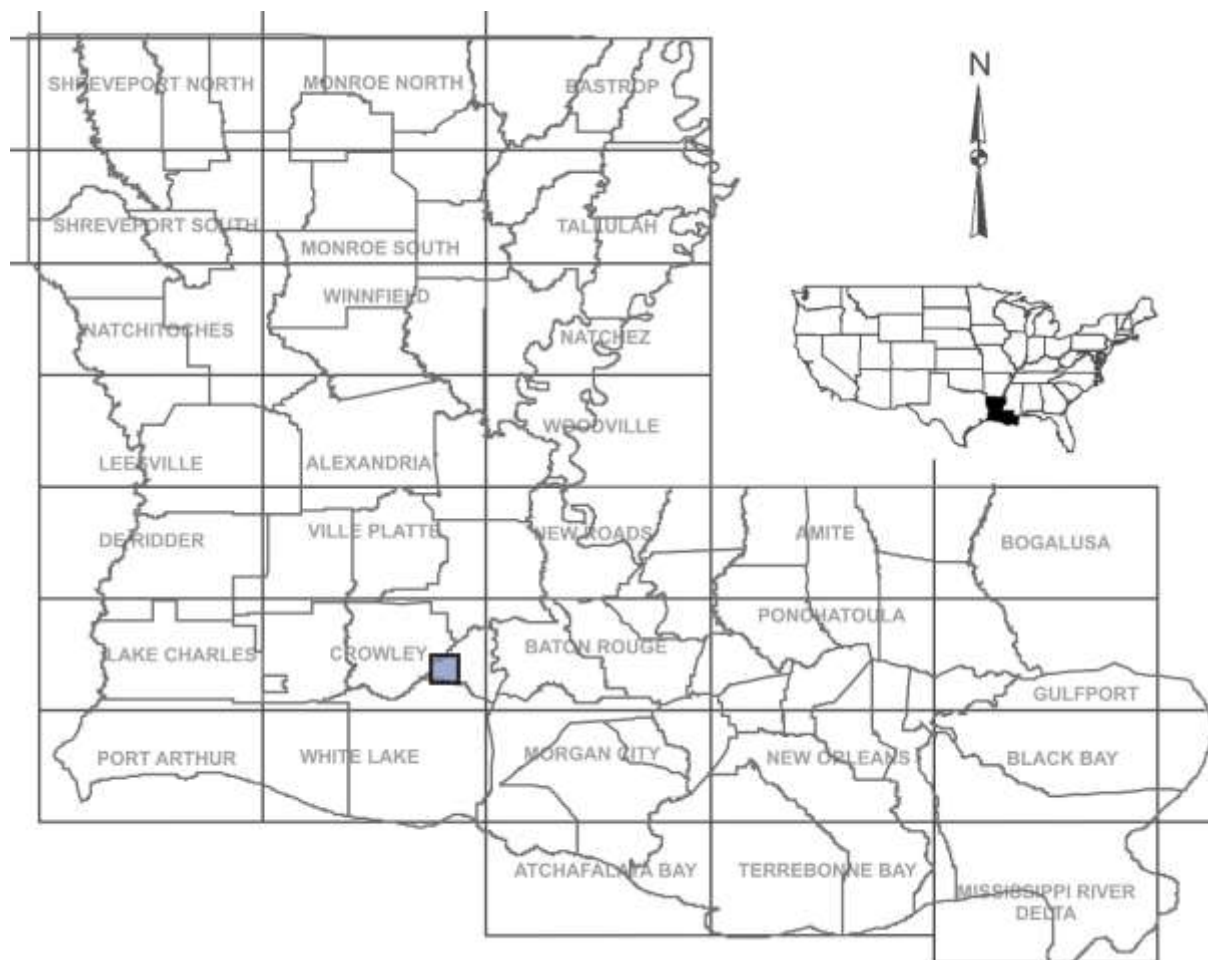 N
SHREVEPORT NORTH
MONROE NORTH
BASTROP
SHREVEPORT SOUTH
MONROE SOUTH
TALLULAH
NATCHITOCHES
WINNFIELD
NATCHEZ
LEESVILLE
ALEXANDRIA
WOODVILLE
DE RIDDER
VILLE PLATTE
NEW ROADS
AMITE
BOGALUSA
LAKE CHARLES
CROWLEY
BATON ROUGE
PONCHATOULA
GULFPORT
PORT ARTHUR
WHITE LAKE
MORGAN CITY
NEW ORLEANS
BLACK BAY
ATCHAFALAYA BAY
TERREBONNE BAY
MISSISSIPPI RIVER
DELTA